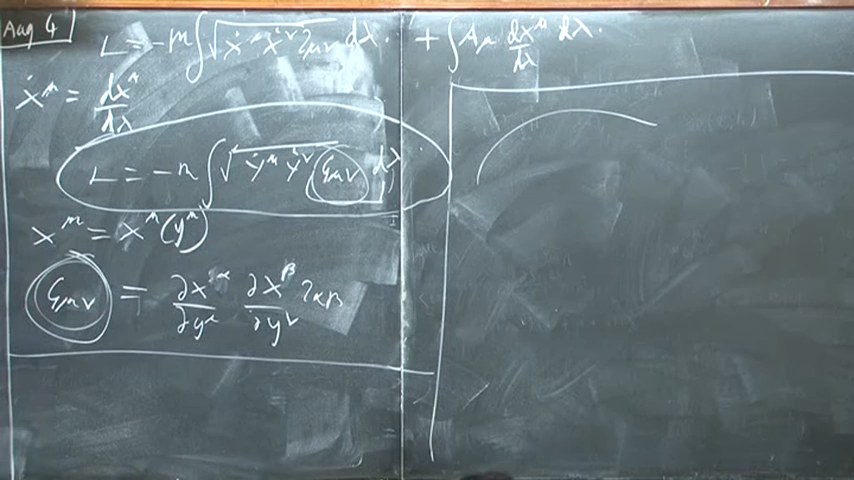 Aug 4
L = -m ∫ √ẋ^μ ẋ^ν η_μν dλ. + ∫ A_μ dx^μ/dλ dλ.
ẋ^μ = dx^μ/dλ
L = -m ∫ √ẏ^μ ẏ^ν g_μν dλ.
x^μ = x^μ(y^μ)
g_μν = ∂x^α/∂y^μ ∂x^β/∂y^ν η_αβ